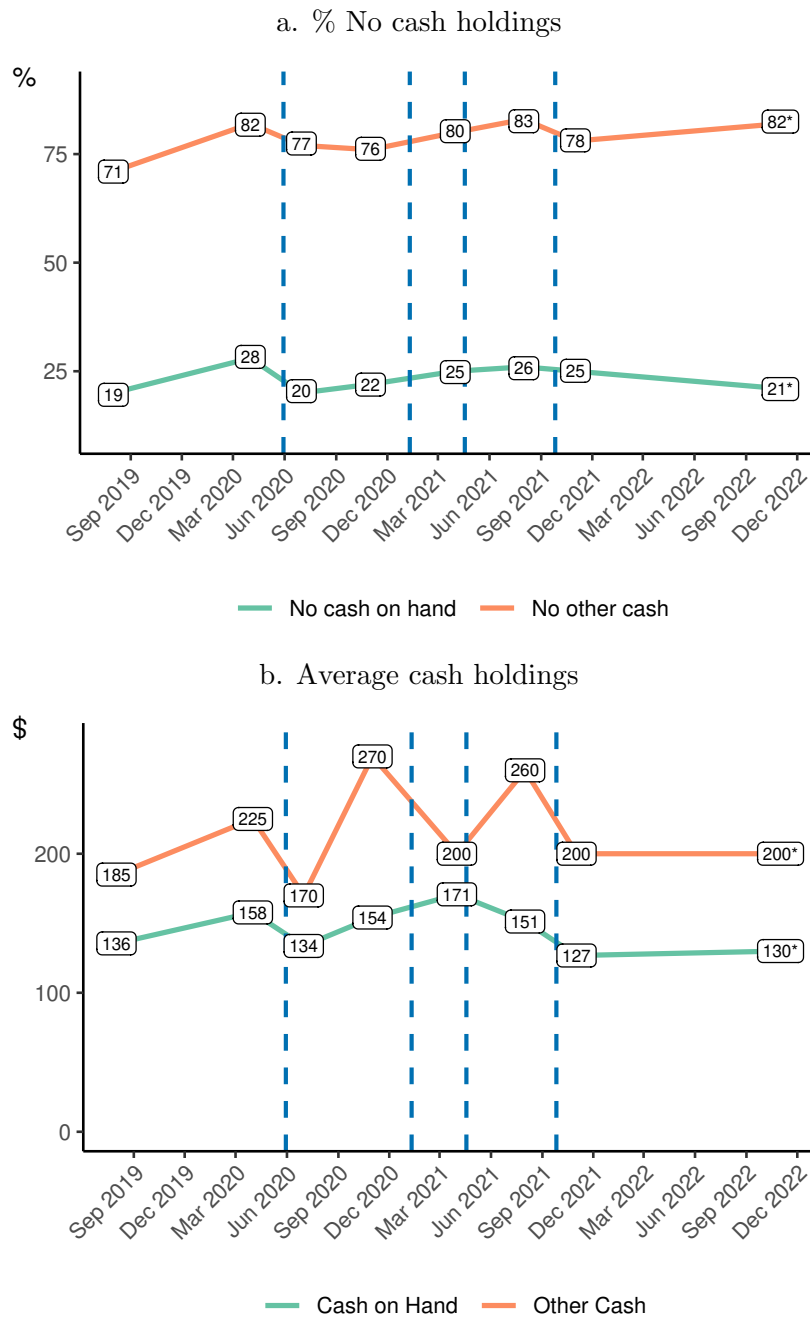 a. % No cash holdings
%
82
77
76
80
83
78
82*
71
75
50
25
28
20
22
25
26
25
21*
19
Sep 2019
Dec 2019
Mar 2020
Jun 2020
Sep 2020
Dec 2020
Mar 2021
Jun 2021
Sep 2021
Dec 2021
Mar 2022
Jun 2022
Sep 2022
Dec 2022
No cash on hand No other cash
b. Average cash holdings
$
270
260
225
200
185
170
200
200
200*
171
158
154
151
136
134
127
130*
100
0
Sep 2019
Dec 2019
Mar 2020
Jun 2020
Sep 2020
Dec 2020
Mar 2021
Jun 2021
Sep 2021
Dec 2021
Mar 2022
Jun 2022
Sep 2022
Dec 2022
Cash on Hand Other Cash